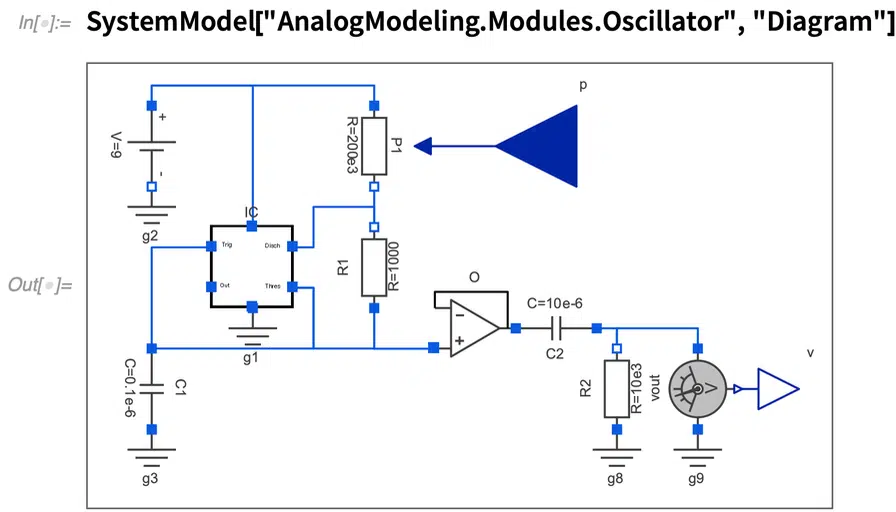 In[•]:= SystemModel["AnalogModeling.Modules.Oscillator", "Diagram"]
Out[•]=
p
+
V=9
-
g2
R=200e3
P1
IC
Trig
Disch
Out
Thres
g1
R1
R=1000
O
−
+
C=10e-6
C2
C=0.1e-6
C1
g3
R2
R=10e3
vout
V
v
g8
g9